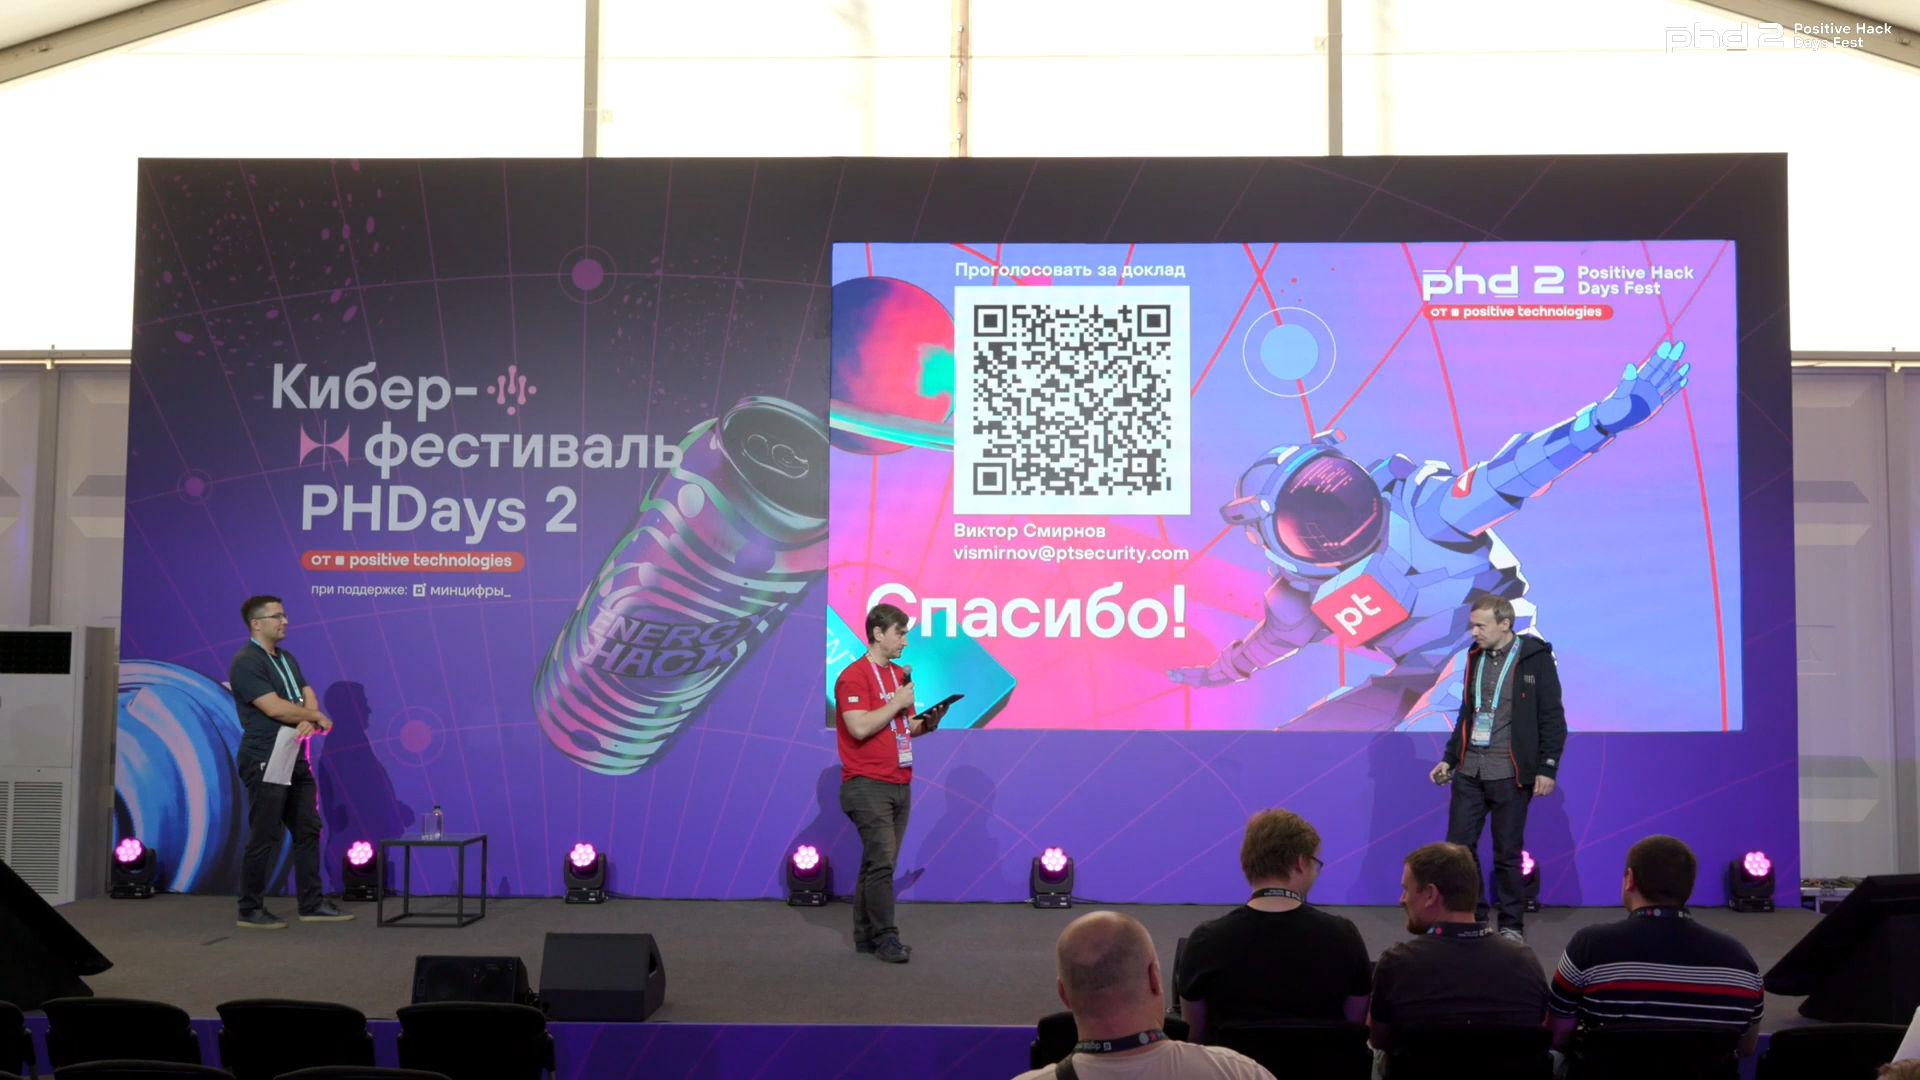 phd 2 Positive Hack
Days Fest
Кибер-
фестиваль
PHDays 2
от positive technologies
при поддержке: минцифры_
ENERGY
HACK
Проголосовать за доклад
phd 2 Positive Hack
Days Fest
от positive technologies
Виктор Смирнов
vismirnov@ptsecurity.com
Спасибо!
pt